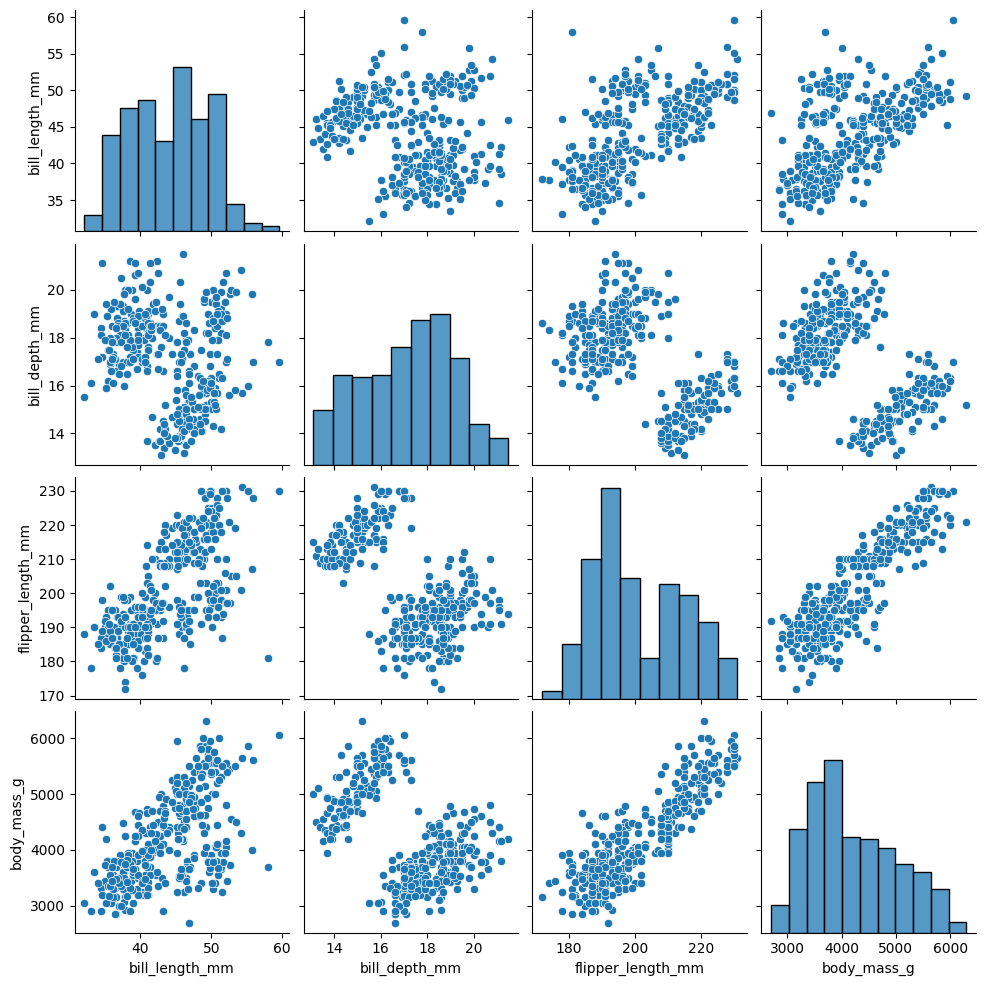 60
55
50
45
40
35
bill_length_mm
20
18
16
14
bill_depth_mm
230
220
210
200
190
180
170
flipper_length_mm
6000
5000
4000
3000
body_mass_g
40 50 60
bill_length_mm
14 16 18 20
bill_depth_mm
180 200 220
flipper_length_mm
3000 4000 5000 6000
body_mass_g